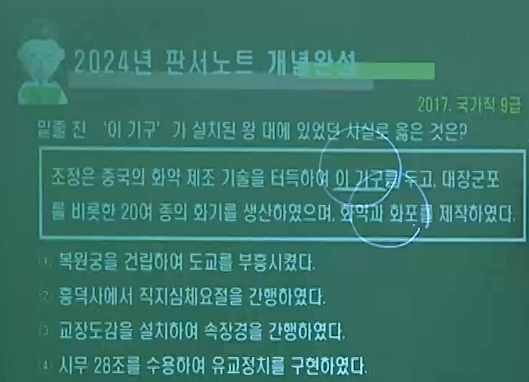 2024년 판서노트 개념완성
2017. 국가직 9급
밑줄 친 '이 기구'가 설치된 왕 대에 있었던 사실로 옳은 것은?
조정은 중국의 화약 제조 기술을 터득하여 이 기구를 두고, 대장군포
를 비롯한 20여 종의 화기를 생산하였으며, 화약과 화포를 제작하였다.
① 복원궁을 건립하여 도교를 부흥시켰다.
② 흥덕사에서 직지심체요절을 간행하였다.
③ 교장도감을 설치하여 속장경을 간행하였다.
④ 시무 28조를 수용하여 유교정치를 구현하였다.